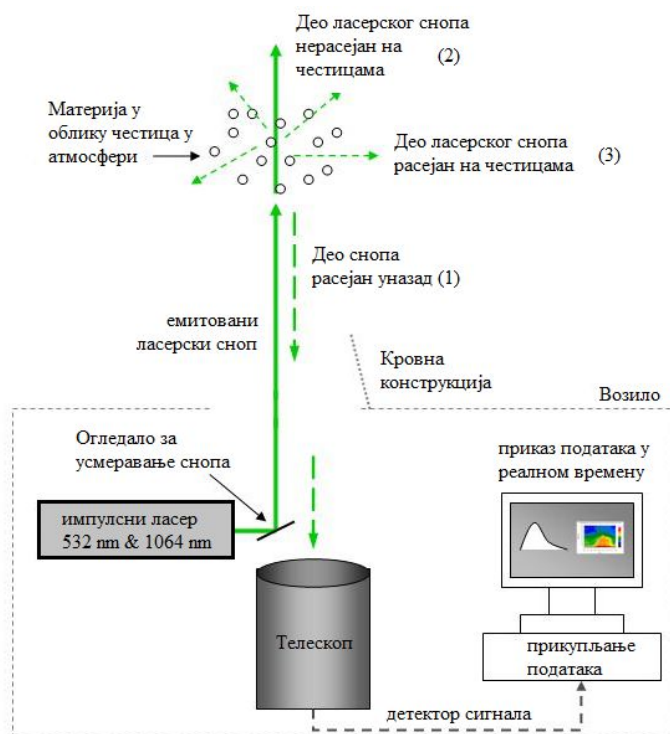 Део ласерског снопа
нерасејан на
честицама
(2)
Материја у
облику честица у
атмосфери
Део ласерског снопа
расејан на честицама
(3)
Део снопа
расејан уназад (1)
емитовани
ласерски сноп
Кровна
конструкција
Возило
Огледало за
усмеравање снопа
приказ података у
реалном времену
импулсни ласер
532 nm & 1064 nm
Телескоп
прикупљање
података
детектор сигнала